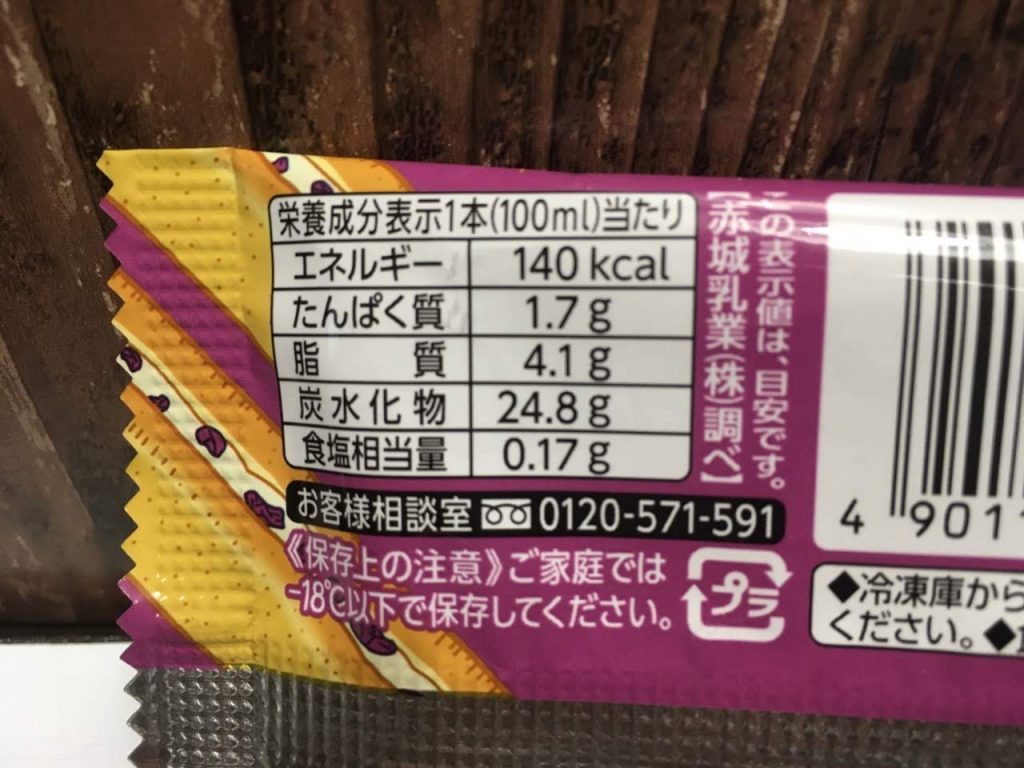 栄養成分表示1本(100ml)当たり
エネルギー 140 kcal
たんぱく質 1.7 g
脂質 4.1 g
炭水化物 24.8 g
食塩相当量 0.17 g
この表示値は、目安です。
【赤城乳業(株)調べ】
お客様相談室 0120-571-591
《保存上の注意》ご家庭では
-18℃以下で保存してください。
プラ
4 901
◆冷凍庫から
ください。◆